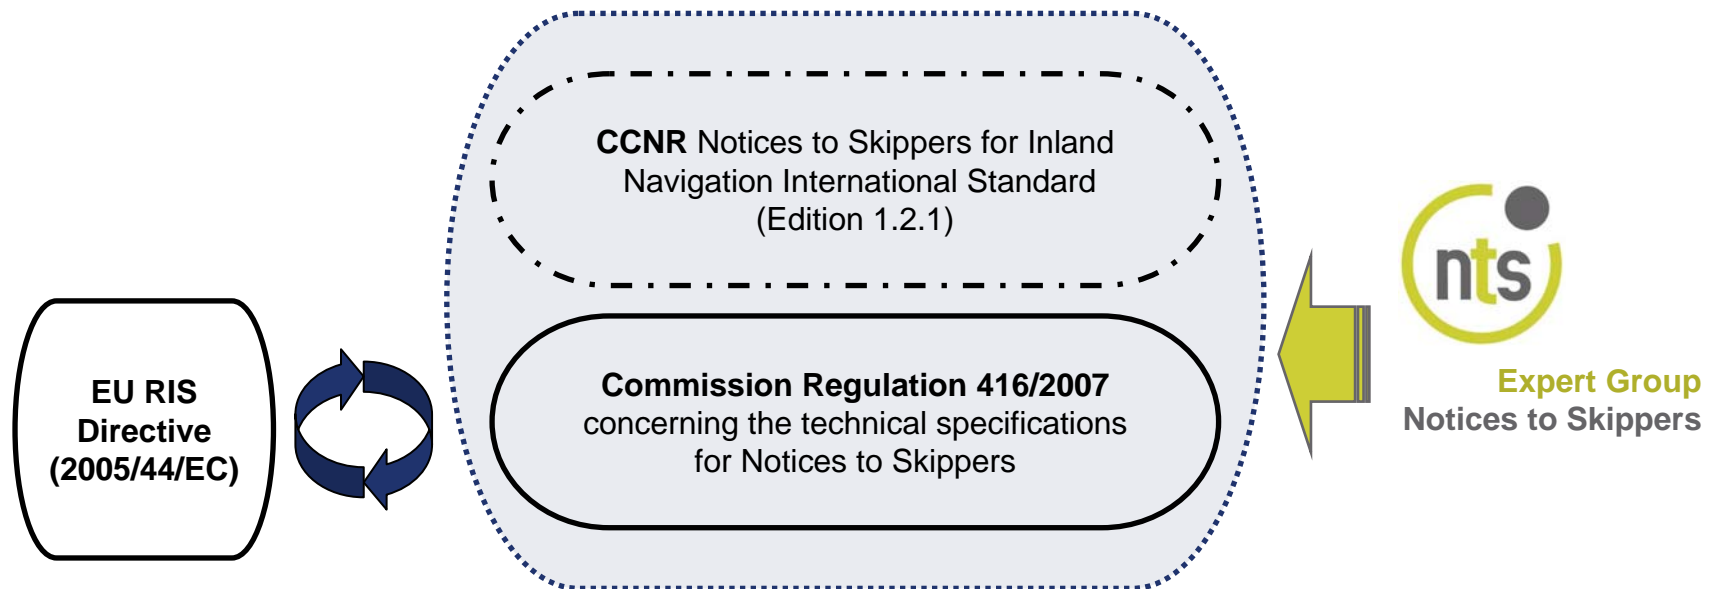 CCNR Notices to Skippers for Inland
Navigation International Standard
(Edition 1.2.1)
EU RIS
Directive
(2005/44/EC)
Commission Regulation 416/2007
concerning the technical specifications
for Notices to Skippers
nts
Expert Group
Notices to Skippers